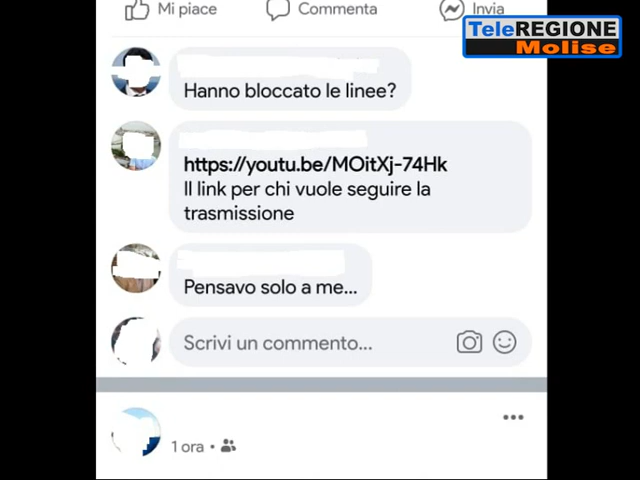 Mi piace
Commenta
Invia
TeleREGIONE
Molise
Hanno bloccato le linee?
https://youtu.be/MOitXj-74Hk
Il link per chi vuole seguire la
trasmissione
Pensavo solo a me...
Scrivi un commento...
1 ora •